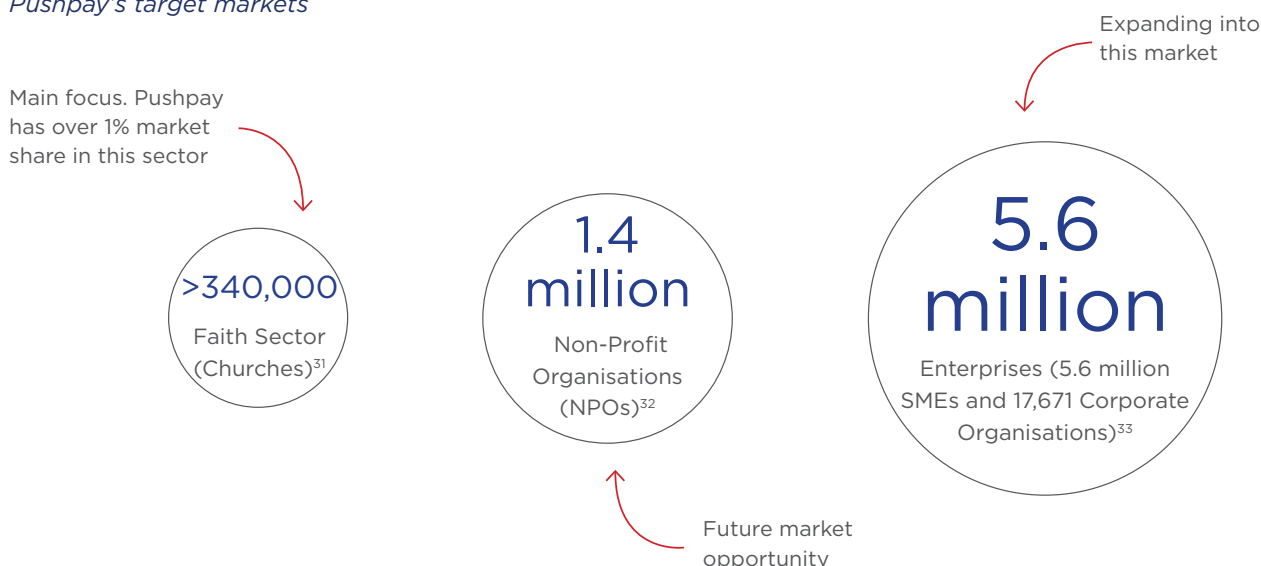 Pushpay's target markets
Expanding into
this market
Main focus. Pushpay
has over 1% market
share in this sector
>340,000
Faith Sector
(Churches)31
1.4
million
Non-Profit
Organisations
(NPOs)32
5.6
million
Enterprises (5.6 million
SMEs and 17,671 Corporate
Organisations)33
Future market
opportunity